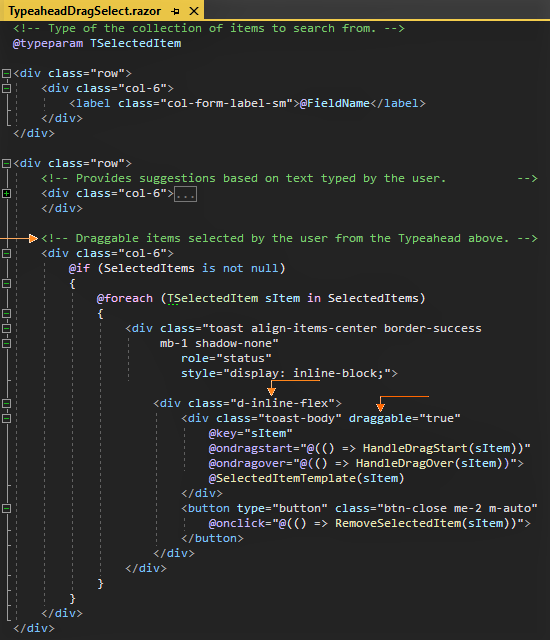 TypeaheadDragSelect.razor
<!-- Type of the collection of items to search from. -->
@typeparam TSelectedItem
<div class="row">
<div class="col-6">
<label class="col-form-label-sm">@FieldName</label>
</div>
</div>
<div class="row">
<!-- Provides suggestions based on text typed by the user. -->
<div class="col-6">...
</div>
<!-- Draggable items selected by the user from the Typeahead above. -->
<div class="col-6">
@if (SelectedItems is not null)
{
@foreach (TSelectedItem sItem in SelectedItems)
{
<div class="toast align-items-center border-success
mb-1 shadow-none"
role="status"
style="display: inline-block;">
<div class="d-inline-flex">
<div class="toast-body" draggable="true"
@key="sItem"
@ondragstart="@(() => HandleDragStart(sItem))"
@ondragover="@(() => HandleDragOver(sItem))">
@SelectedItemTemplate(sItem)
</div>
<button type="button" class="btn-close me-2 m-auto"
@onclick="@(() => RemoveSelectedItem(sItem))">
</button>
</div>
</div>
}
}
</div>
</div>